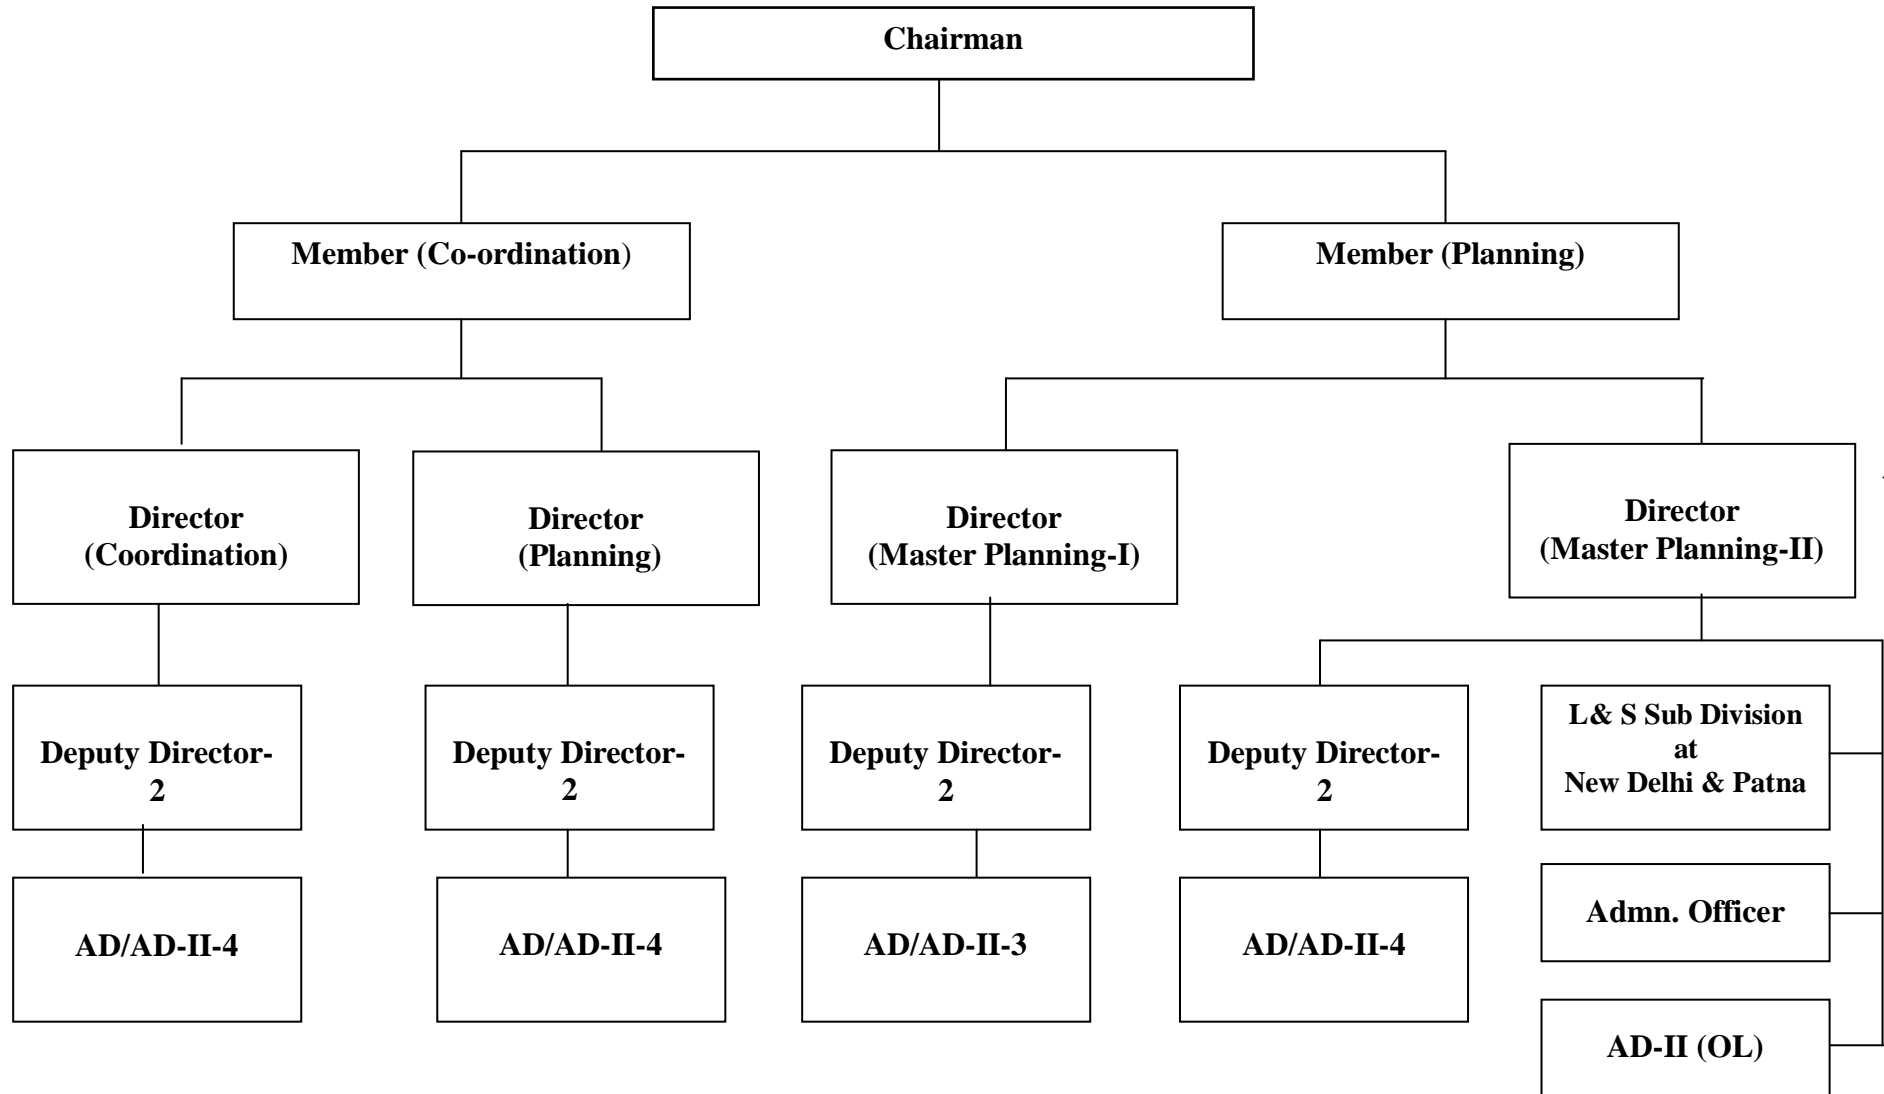 Chairman
Member (Co-ordination)
Member (Planning)
Director
(Coordination)
Director
(Planning)
Director
(Master Planning-I)
Director
(Master Planning-II)
Deputy Director-
2
Deputy Director-
2
Deputy Director-
2
Deputy Director-
2
L& S Sub Division
at
New Delhi & Patna
Admn. Officer
AD/AD-II-4
AD/AD-II-4
AD/AD-II-3
AD/AD-II-4
AD-II (OL)